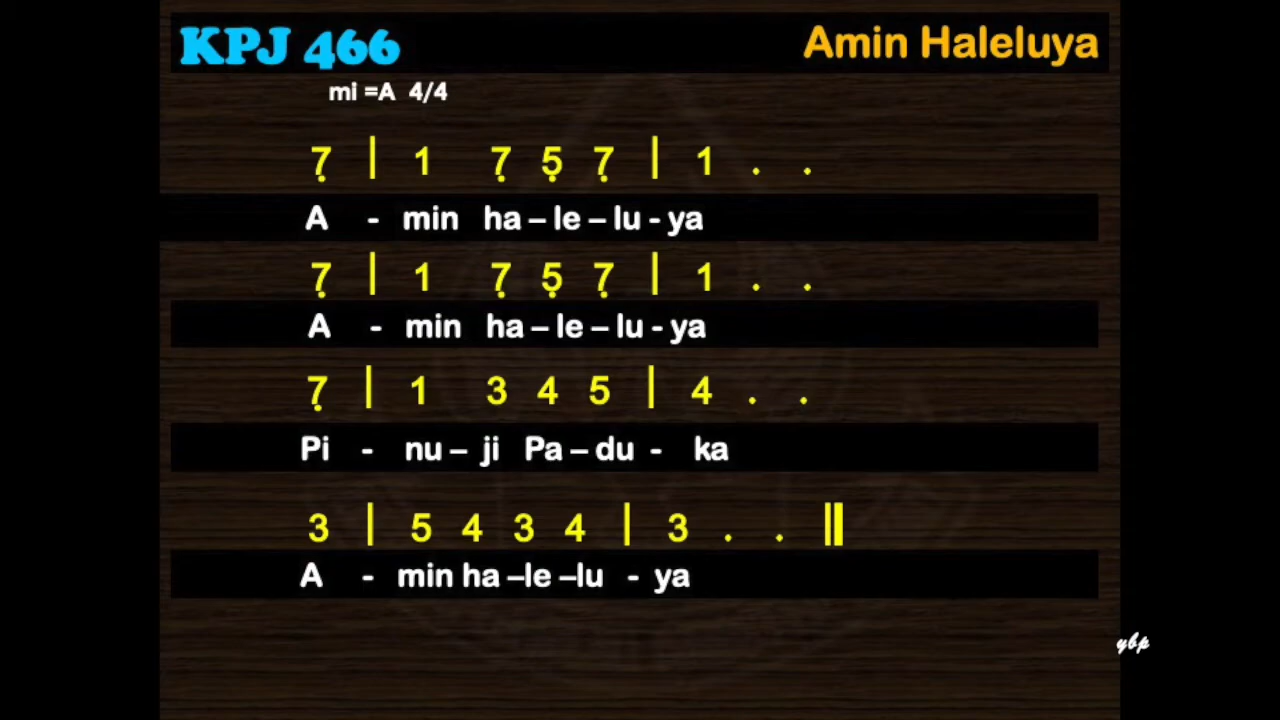 KPJ 466 Amin Haleluya
mi =A 4/4
7̣ | 1 7̣ 5̣ 7̣ | 1 . .
A - min ha – le – lu - ya
7̣ | 1 7̣ 5̣ 7̣ | 1 . .
A - min ha – le – lu - ya
7̣ | 1 3 4 5 | 4 . .
Pi - nu – ji Pa – du - ka
3 | 5 4 3 4 | 3 . . ||
A - min ha –le –lu - ya
ybp